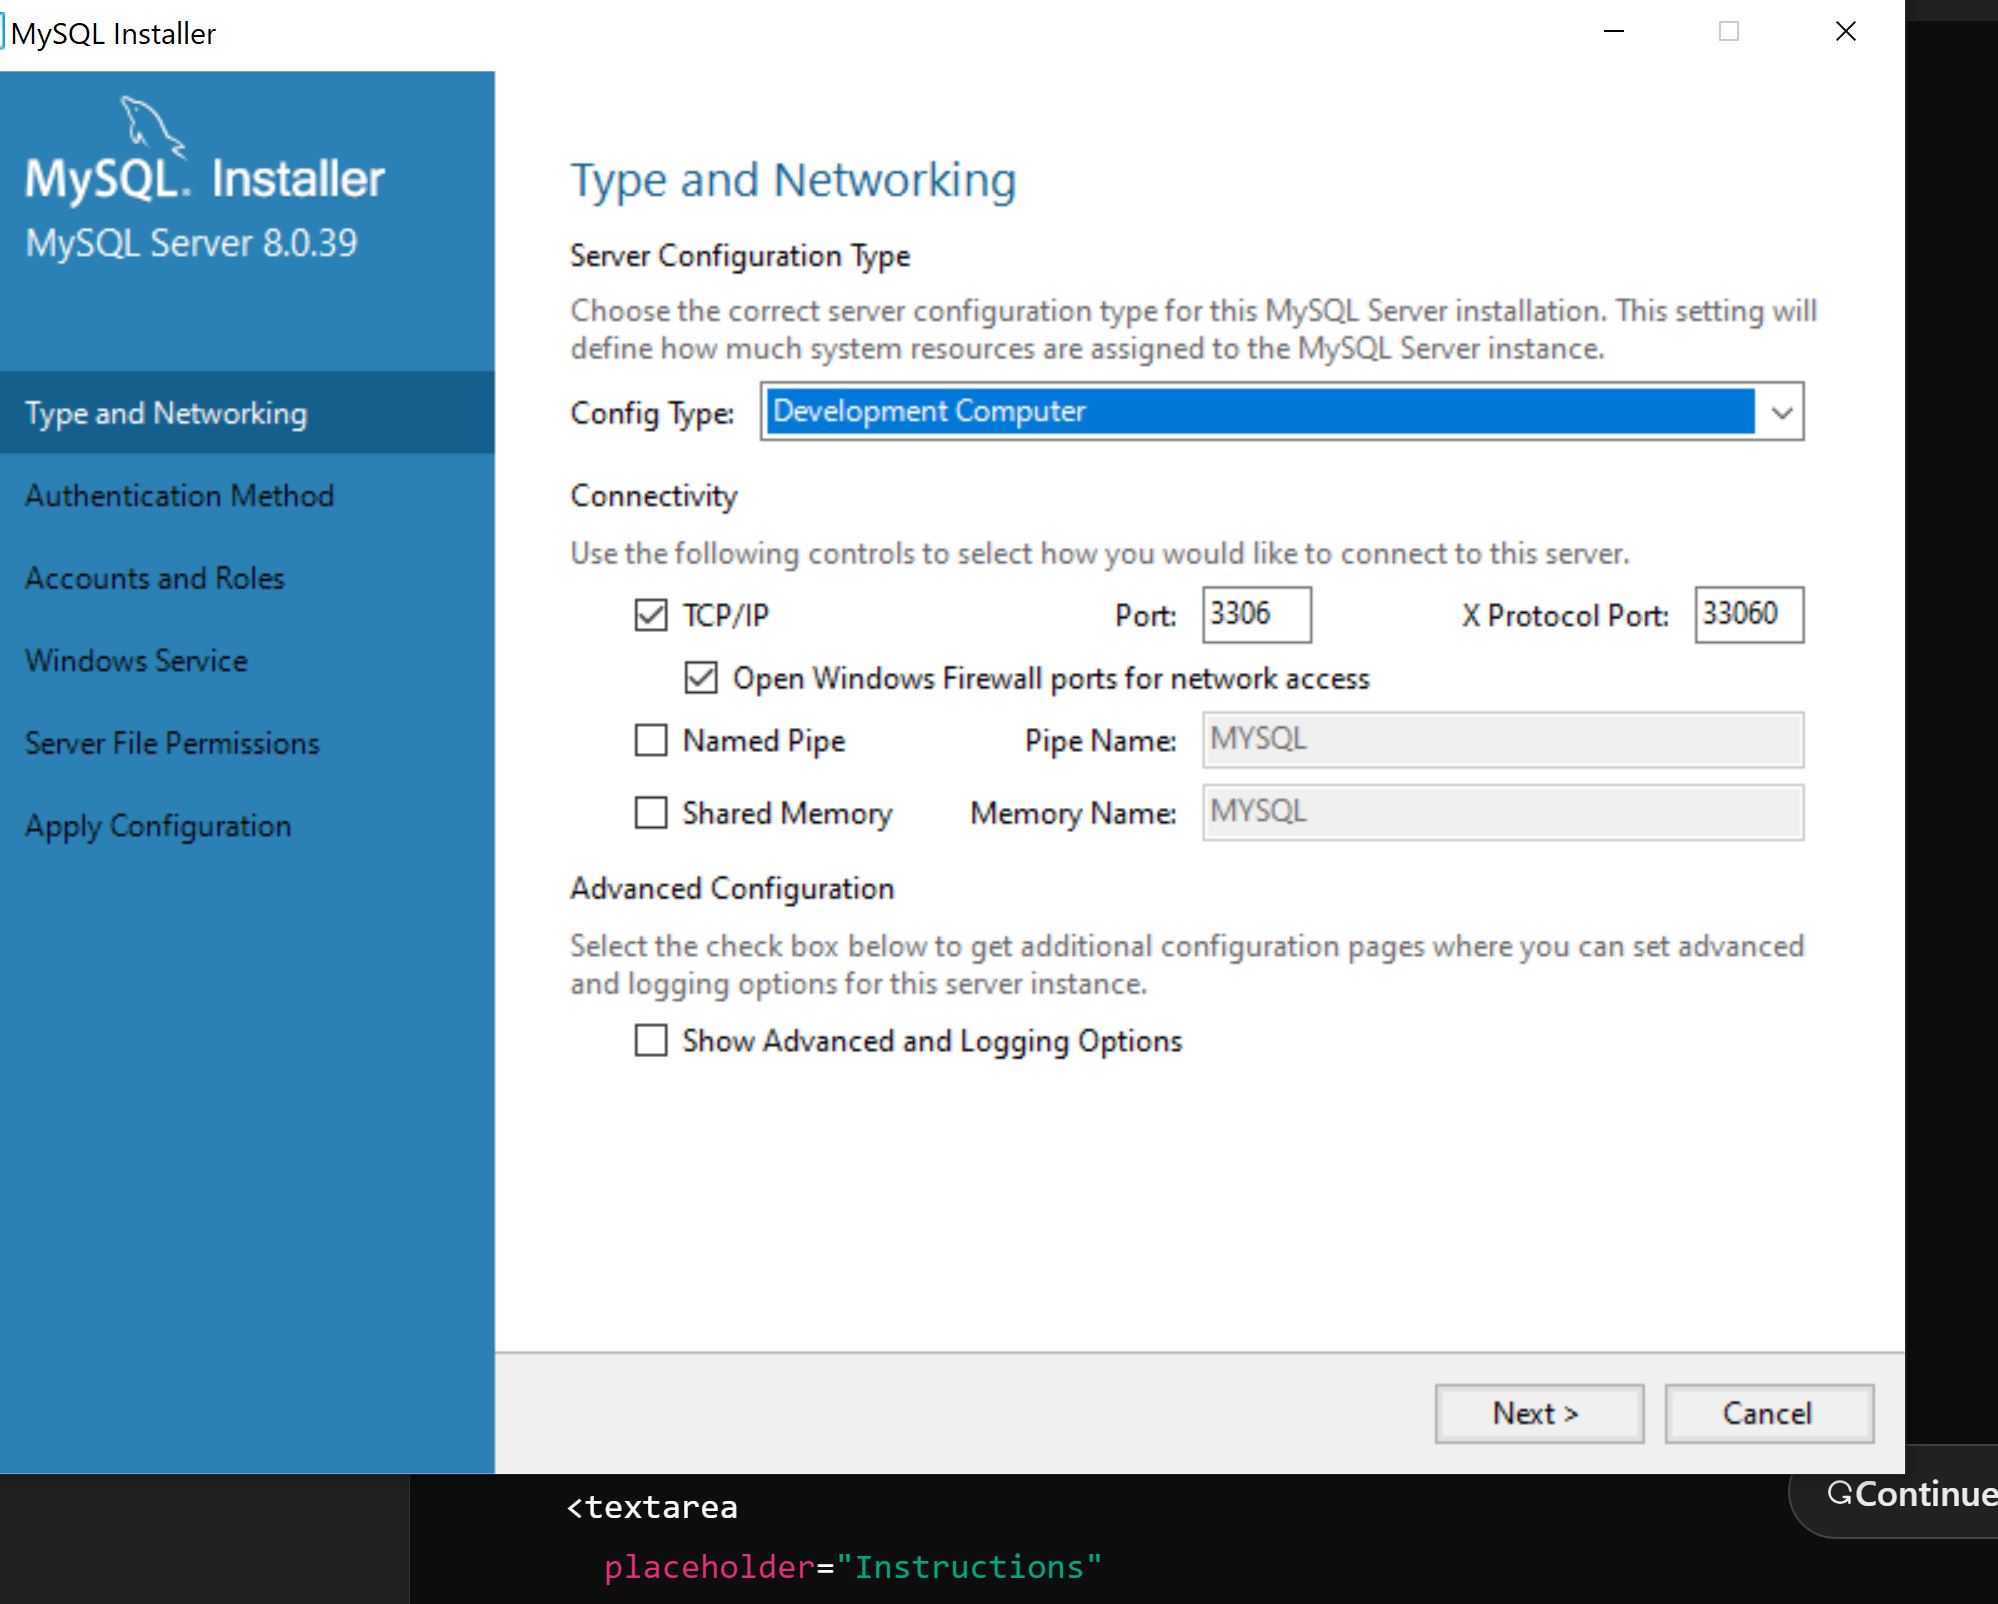 MySQL Installer
MySQL. Installer
MySQL Server 8.0.39
Type and Networking
Authentication Method
Accounts and Roles
Windows Service
Server File Permissions
Apply Configuration
Type and Networking
Server Configuration Type
Choose the correct server configuration type for this MySQL Server installation. This setting will
define how much system resources are assigned to the MySQL Server instance.
Config Type: Development Computer
Connectivity
Use the following controls to select how you would like to connect to this server.
TCP/IP Port: 3306 X Protocol Port: 33060
Open Windows Firewall ports for network access
Named Pipe Pipe Name: MYSQL
Shared Memory Memory Name: MYSQL
Advanced Configuration
Select the check box below to get additional configuration pages where you can set advanced
and logging options for this server instance.
Show Advanced and Logging Options
Next > Cancel
Continue
<textarea
placeholder="Instructions"